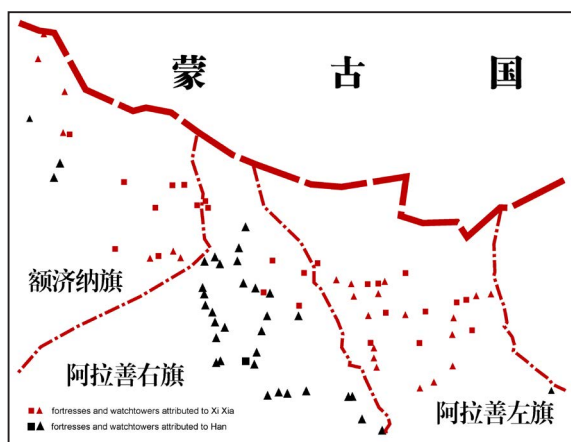 蒙古国
额济纳旗
阿拉善右旗
阿拉善左旗
fortresses and watchtowers attributed to Xi Xia
fortresses and watchtowers attributed to Han